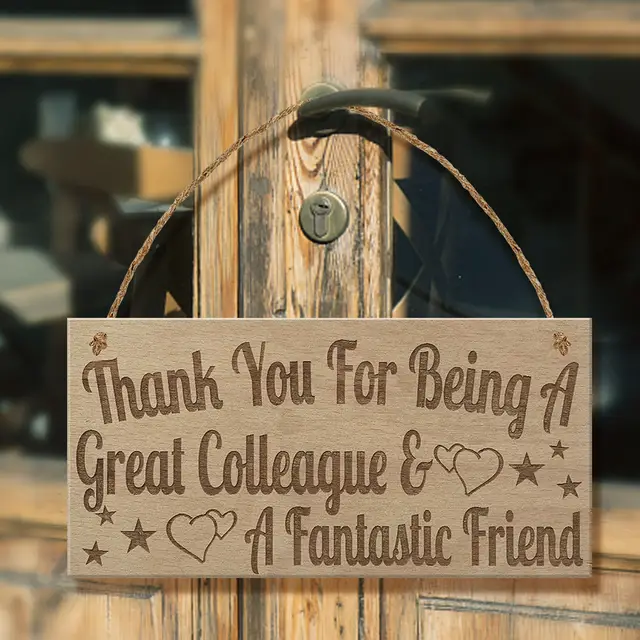 Thank You For Being A
Great Colleague &
A Fantastic Friend